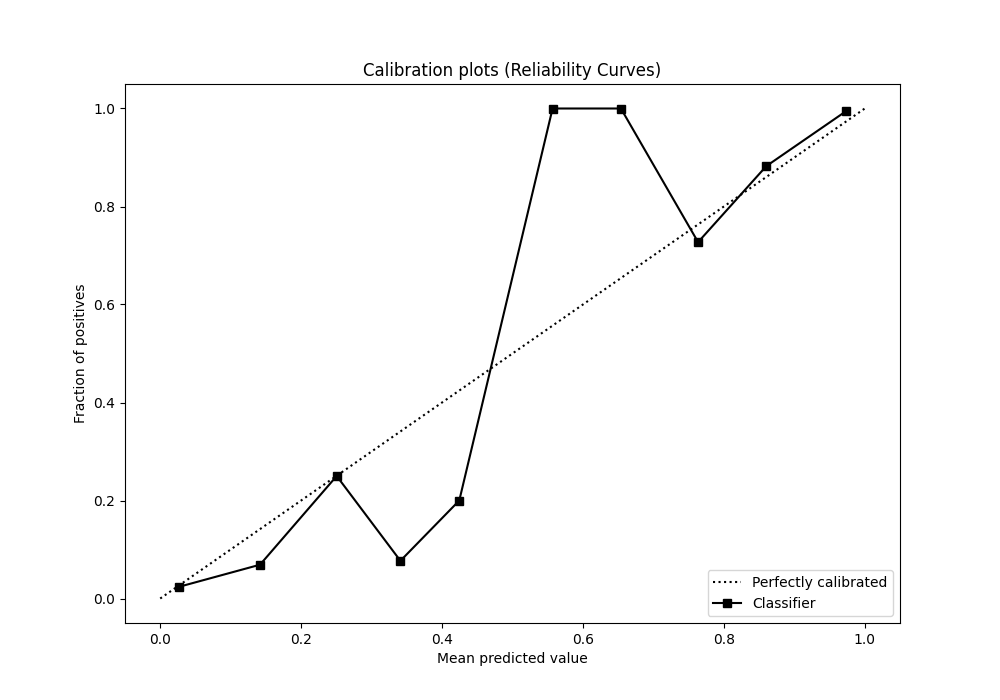 Calibration plots (Reliability Curves)
1.0
0.8
0.6
0.4
0.2
0.0
Fraction of positives
0.0 0.2 0.4 0.6 0.8 1.0
Mean predicted value
Perfectly calibrated
Classifier